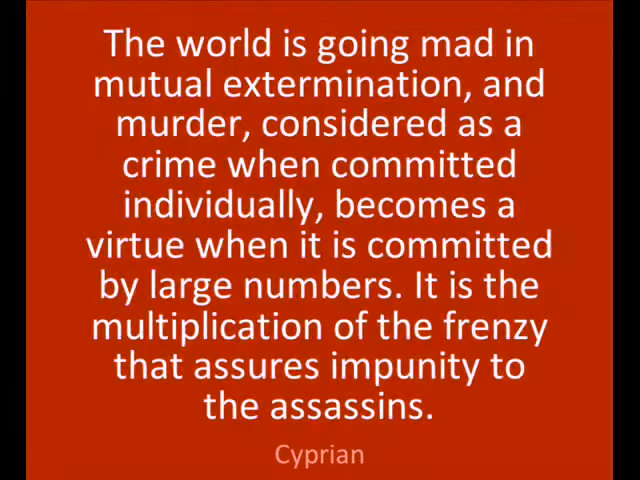 The world is going mad in
mutual extermination, and
murder, considered as a
crime when committed
individually, becomes a
virtue when it is committed
by large numbers. It is the
multiplication of the frenzy
that assures impunity to
the assassins.
Cyprian